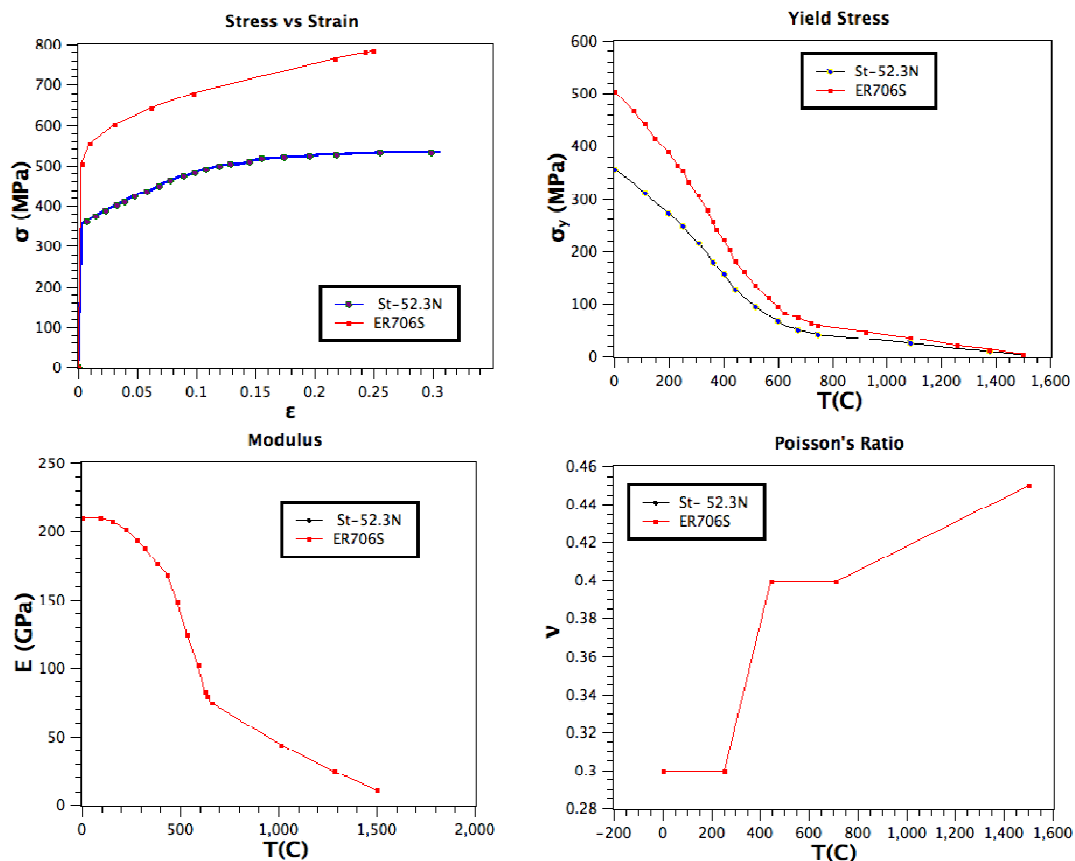 Stress vs Strain
800
700
600
500
400
300
200
100
0
σ (MPa)
St-52.3N
ER706S
0 0.05 0.1 0.15 0.2 0.25 0.3
ε
Yield Stress
600
500
400
300
200
100
0
σy (MPa)
St-52.3N
ER706S
0 200 400 600 800 1,000 1,200 1,400 1,600
T(C)
Modulus
250
200
150
100
50
0
E (GPa)
St-52.3N
ER706S
0 500 1,000 1,500 2,000
T(C)
Poisson's Ratio
0.46
0.44
0.42
0.4
0.38
0.36
0.34
0.32
0.3
0.28
ν
St- 52.3N
ER706S
-200 0 200 400 600 800 1,000 1,200 1,400 1,600
T(C)